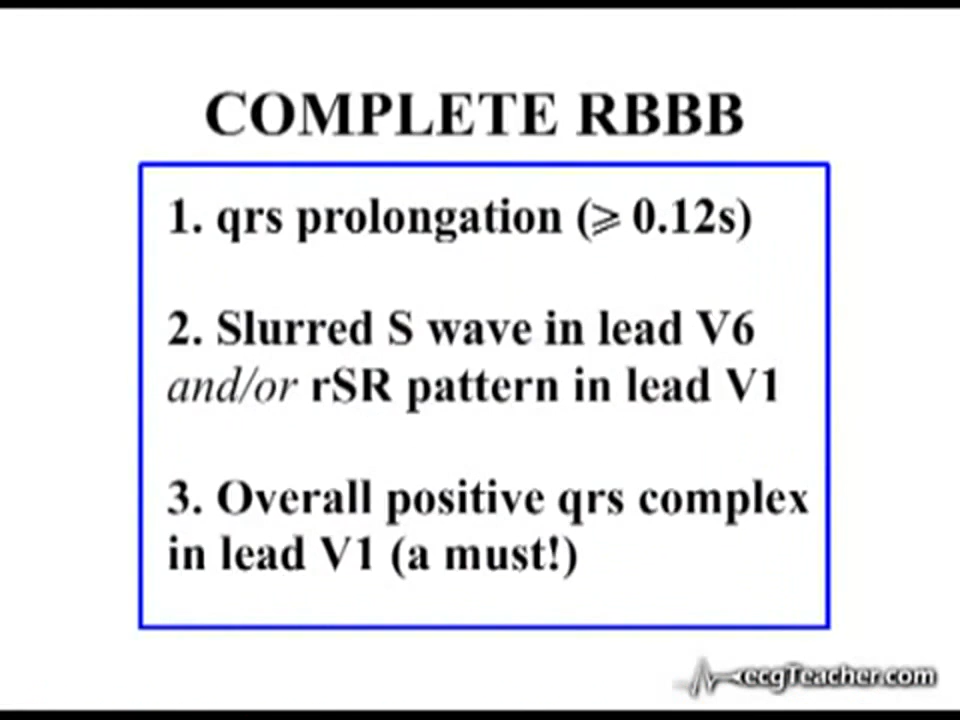 COMPLETE RBBB
1. qrs prolongation (⩾ 0.12s)
2. Slurred S wave in lead V6
and/or rSR pattern in lead V1
3. Overall positive qrs complex
in lead V1 (a must!)
ecgTeacher.com